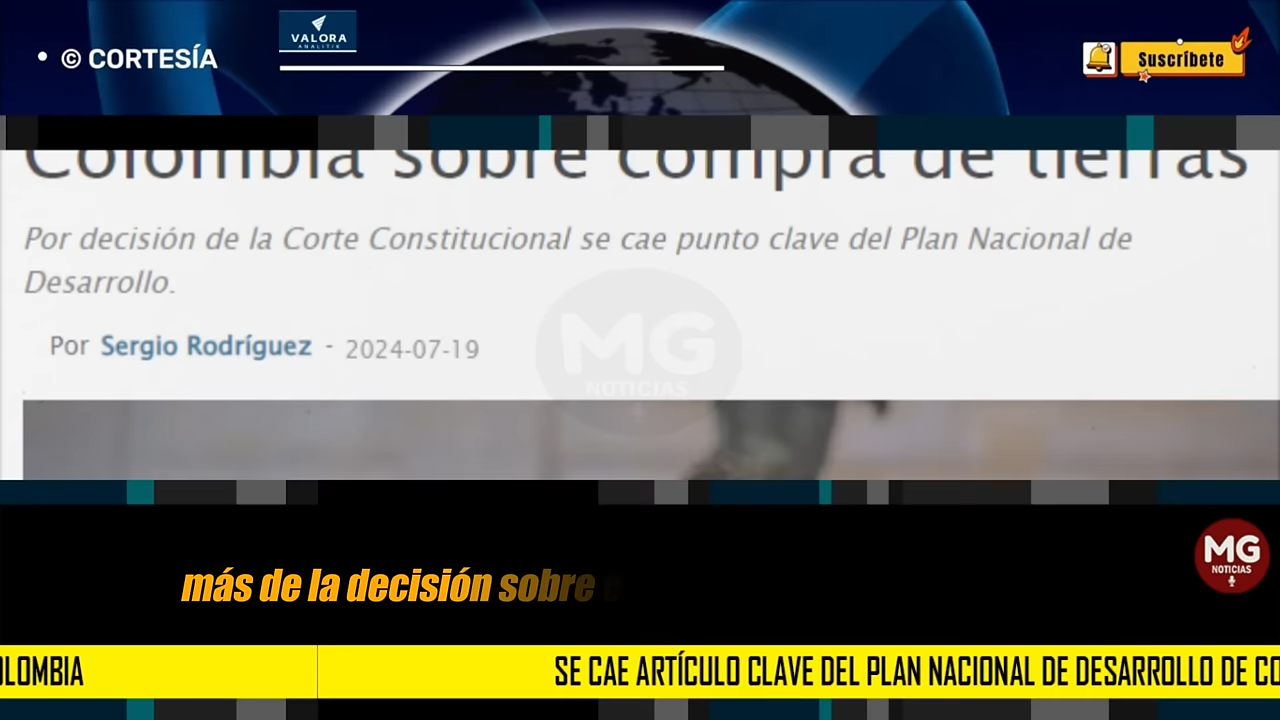 • © CORTESÍA
VALORA
ANALITIK
Suscríbete
Colombia sobre compra de tierras
Por decisión de la Corte Constitucional se cae punto clave del Plan Nacional de
Desarrollo.
Por Sergio Rodríguez - 2024-07-19
MG
NOTICIAS
más de la decisión sobre
MG
NOTICIAS
OLOMBIA SE CAE ARTÍCULO CLAVE DEL PLAN NACIONAL DE DESARROLLO DE CO